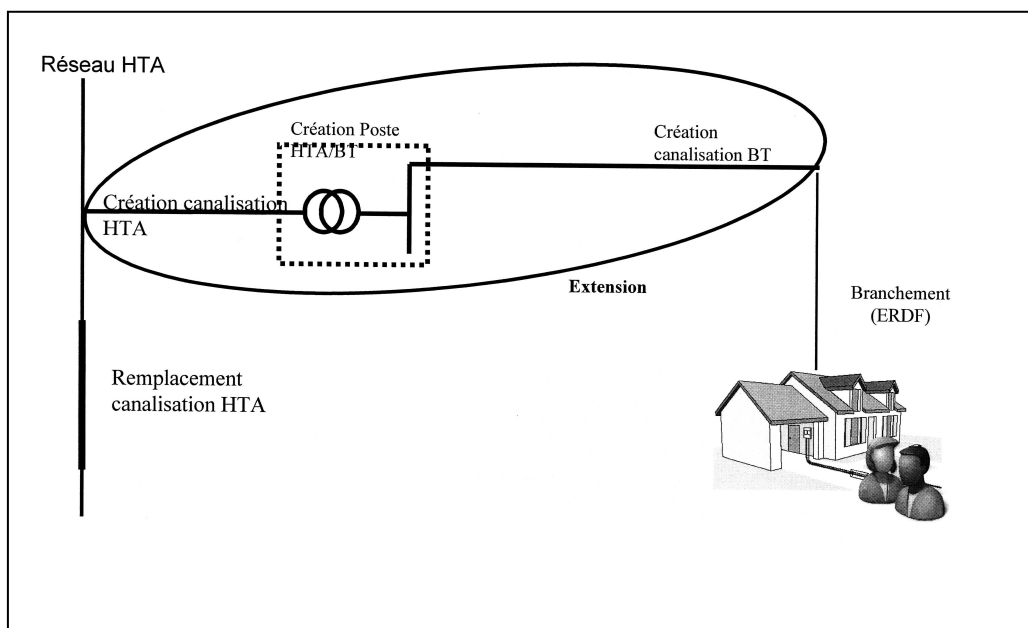 Réseau HTA
Création Poste
HTA/BT
Création
canalisation BT
Création canalisation
HTA
Extension
Branchement
(ERDF)
Remplacement
canalisation HTA